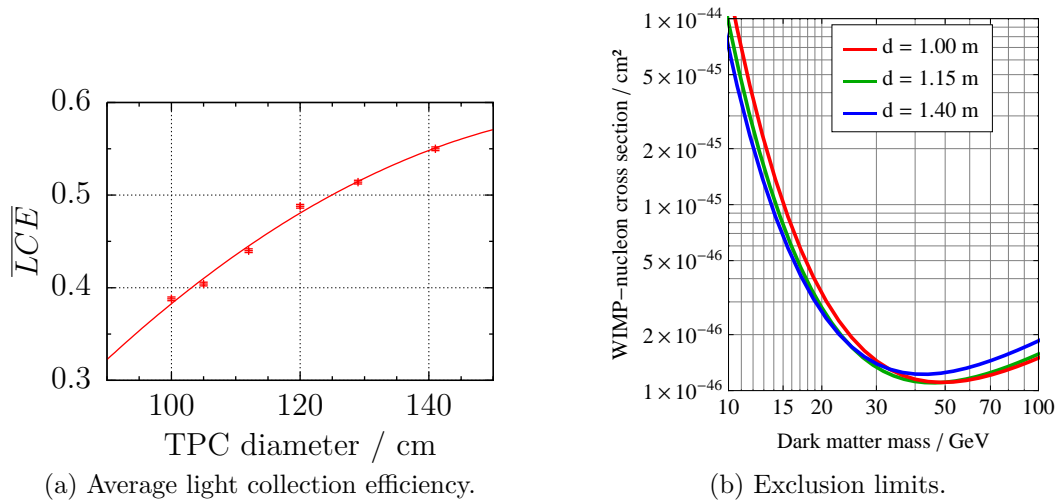 0.6
0.5
0.4
0.3
LCE
100 120 140
TPC diameter / cm
(a) Average light collection efficiency.
1×10⁻⁴⁴
5×10⁻⁴⁵
2×10⁻⁴⁵
1×10⁻⁴⁵
5×10⁻⁴⁶
2×10⁻⁴⁶
1×10⁻⁴⁶
WIMP−nucleon cross section / cm²
d = 1.00 m
d = 1.15 m
d = 1.40 m
10 15 20 30 50 70 100
Dark matter mass / GeV
(b) Exclusion limits.